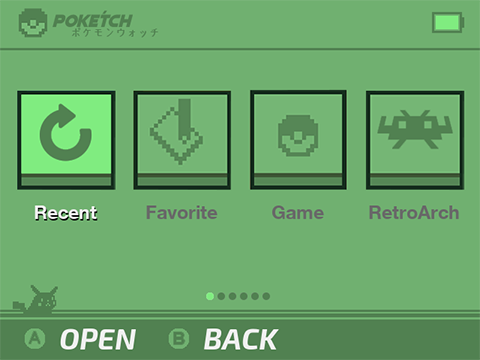 POKETCH
ポケモンウォッチ
Recent
Favorite
Game
RetroArch
A OPEN B BACK